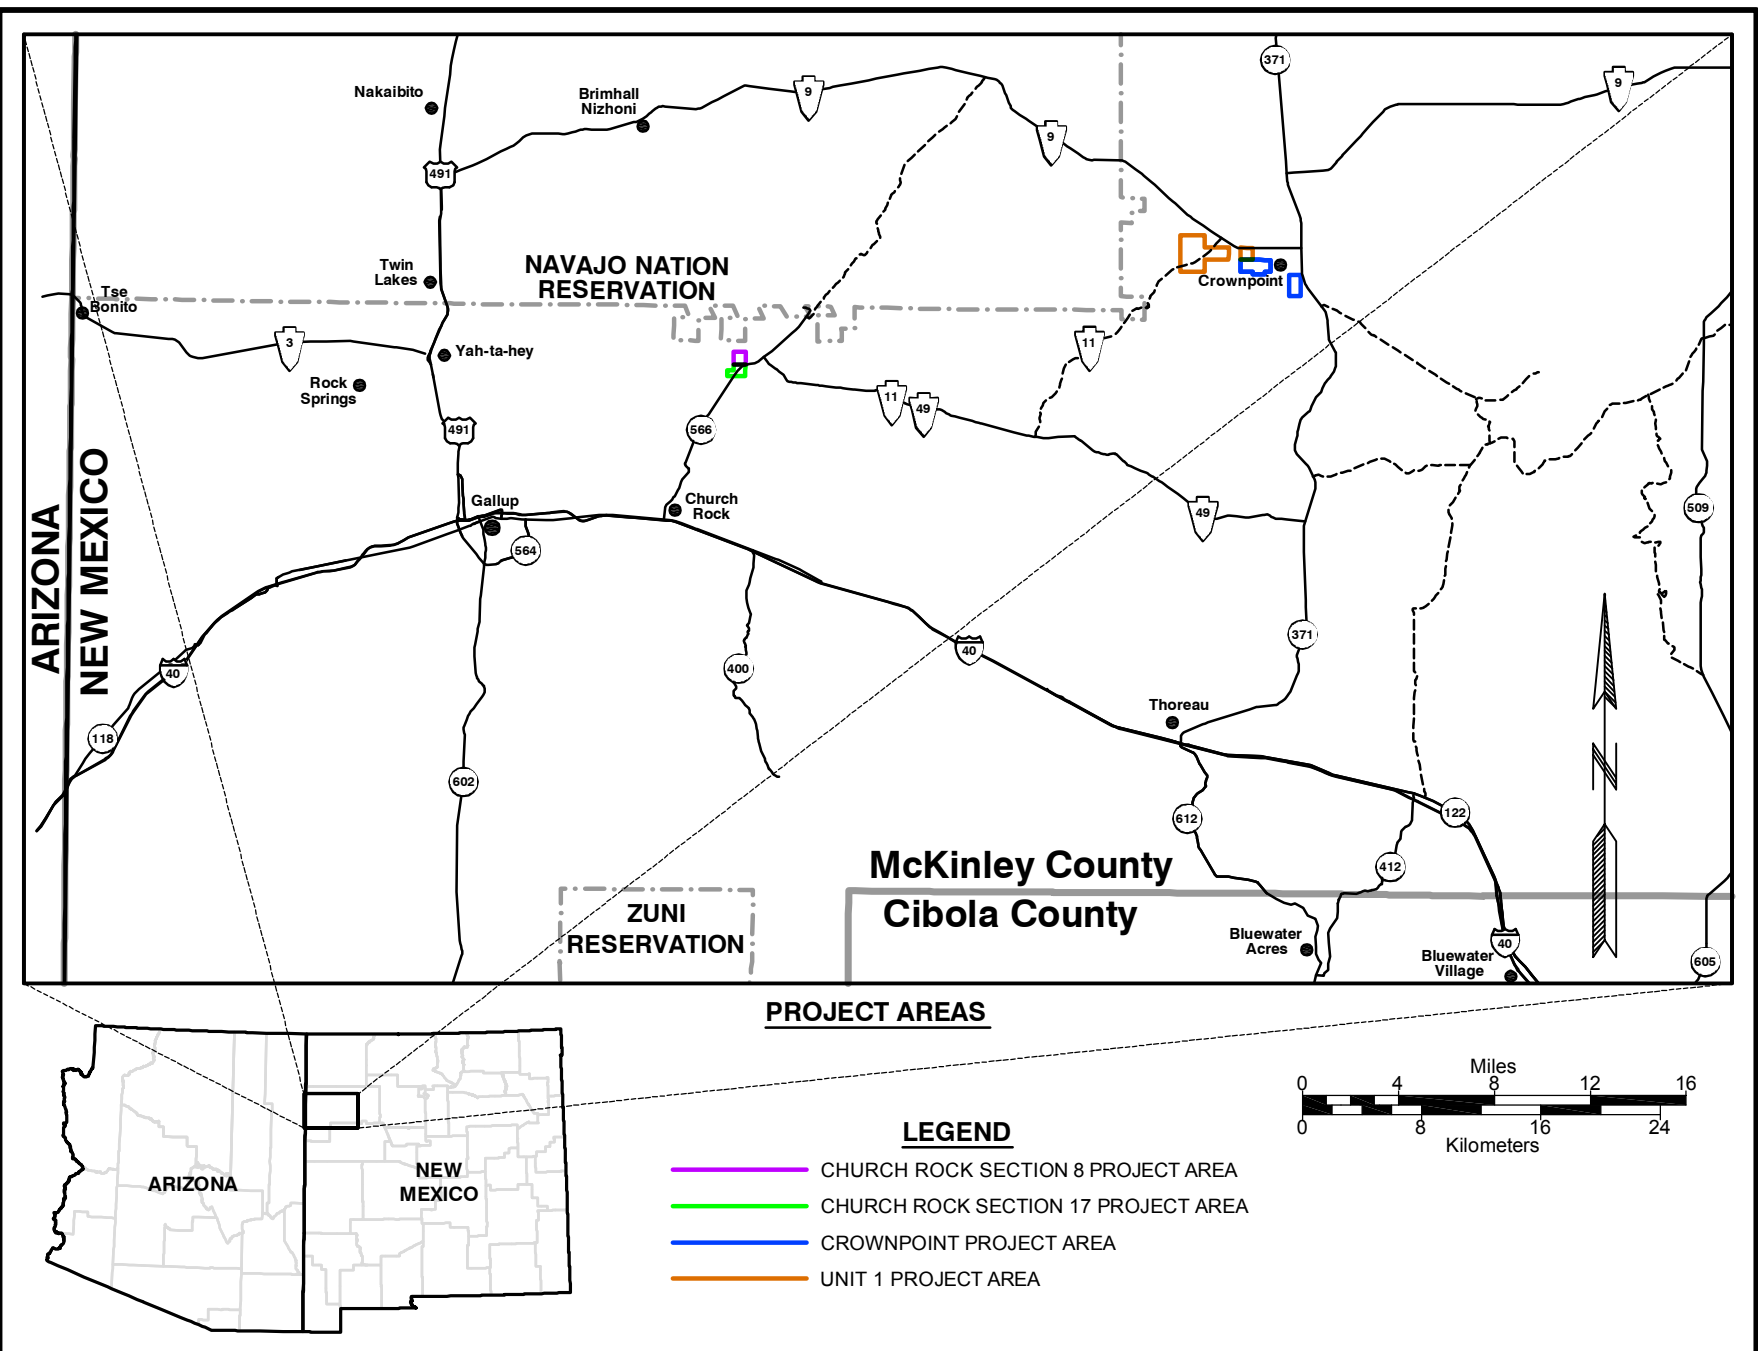 371
9
Nakaibito
Brimhall
Nizhoni
9
9
491
Twin
Lakes
NAVAJO NATION
RESERVATION
Crownpoint
Tse
Bonito
3
Yah-ta-hey
11
Rock
Springs
11
49
566
491
ARIZONA
NEW MEXICO
Gallup
Church
Rock
49
509
564
40
400
40
371
Thoreau
118
602
612
122
412
N
McKinley County
Cibola County
ZUNI
RESERVATION
Bluewater
Acres
40
Bluewater
Village
605
PROJECT AREAS
Miles
0 4 8 12 16
0 8 16 24
Kilometers
ARIZONA
NEW
MEXICO
LEGEND
CHURCH ROCK SECTION 8 PROJECT AREA
CHURCH ROCK SECTION 17 PROJECT AREA
CROWNPOINT PROJECT AREA
UNIT 1 PROJECT AREA